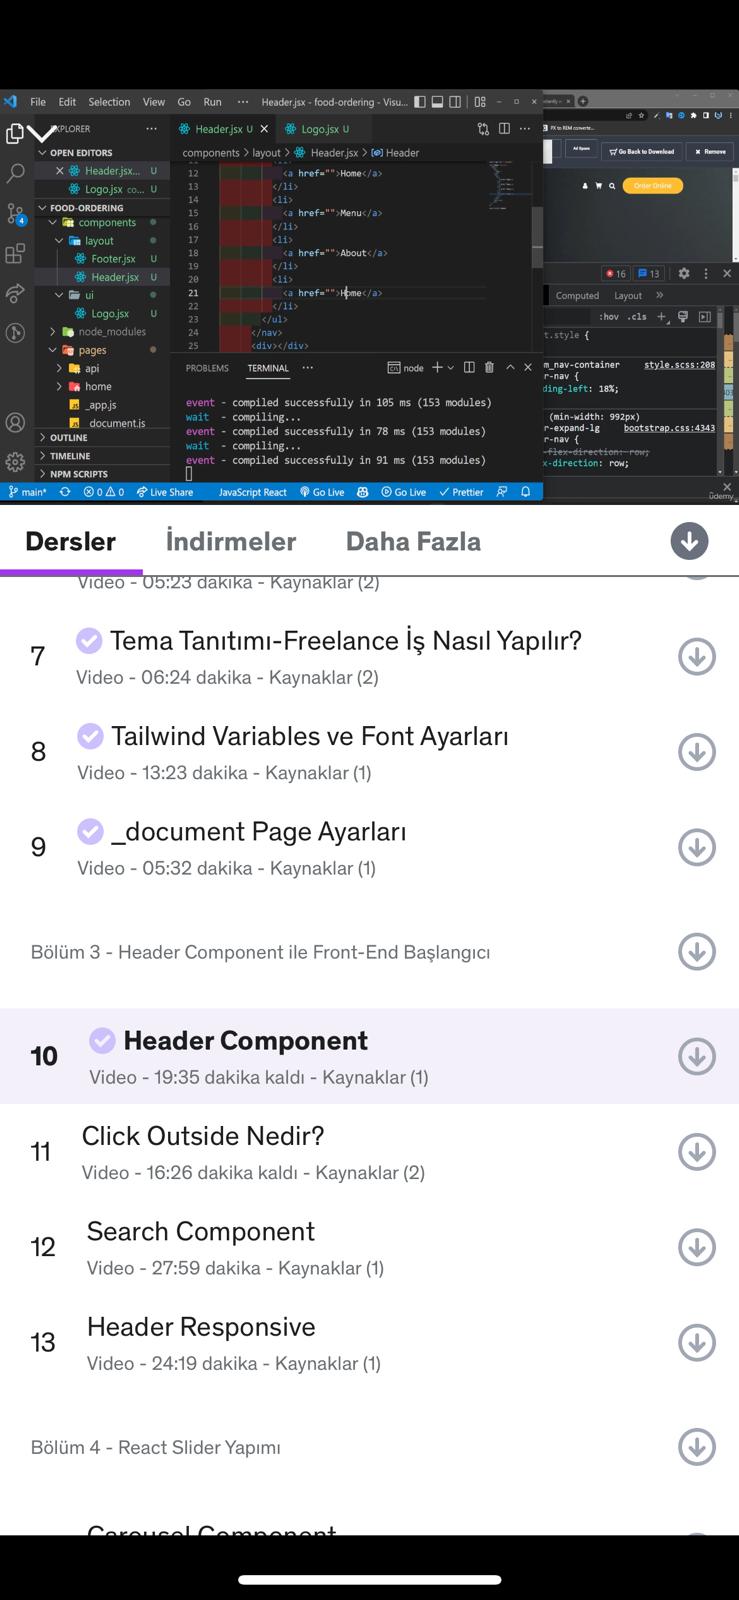 File Edit Selection View Go Run ··· Header.jsx - food-ordering - Visu...
EXPLORER ···
Header.jsx U
Logo.jsx U
OPEN EDITORS
Header.jsx... U
Logo.jsx co... U
FOOD-ORDERING
components
layout
Footer.jsx U
Header.jsx U
ui
Logo.jsx U
node_modules
pages
api
home
_app.js
_document.js
OUTLINE
TIMELINE
NPM SCRIPTS
components > layout > Header.jsx > Header
12 <a href="">Home</a>
13 </li>
14 <li>
15 <a href="">Menu</a>
16 </li>
17 <li>
18 <a href="">About</a>
19 </li>
20 <li>
21 <a href="">Home</a>
22 </li>
23 </ul>
24 </nav>
25 <div></div>
PROBLEMS TERMINAL ··· node
event - compiled successfully in 105 ms (153 modules)
wait - compiling...
event - compiled successfully in 78 ms (153 modules)
wait - compiling...
event - compiled successfully in 91 ms (153 modules)
4
main* 0 0 Live Share JavaScript React Go Live Go Live Prettier
PX to REM converte...
Ad Spaces Go Back to Download Remove
Order Online
16 13
Computed Layout
:hov .cls
t.style {
m_nav-container style.scss:208
r-nav {
ding-left: 18%;
(min-width: 992px)
r-expand-lg bootstrap.css:4343
r-nav {
-flex-direction: row;
x-direction: row;
ûdemy
Dersler İndirmeler Daha Fazla
Video - 05:23 dakika - Kaynaklar (2)
7 Tema Tanıtımı-Freelance İş Nasıl Yapılır?
Video - 06:24 dakika - Kaynaklar (2)
8 Tailwind Variables ve Font Ayarları
Video - 13:23 dakika - Kaynaklar (1)
9 _document Page Ayarları
Video - 05:32 dakika - Kaynaklar (1)
Bölüm 3 - Header Component ile Front-End Başlangıcı
10 Header Component
Video - 19:35 dakika kaldı - Kaynaklar (1)
11 Click Outside Nedir?
Video - 16:26 dakika kaldı - Kaynaklar (2)
12 Search Component
Video - 27:59 dakika - Kaynaklar (1)
13 Header Responsive
Video - 24:19 dakika - Kaynaklar (1)
Bölüm 4 - React Slider Yapımı
Carousel Component